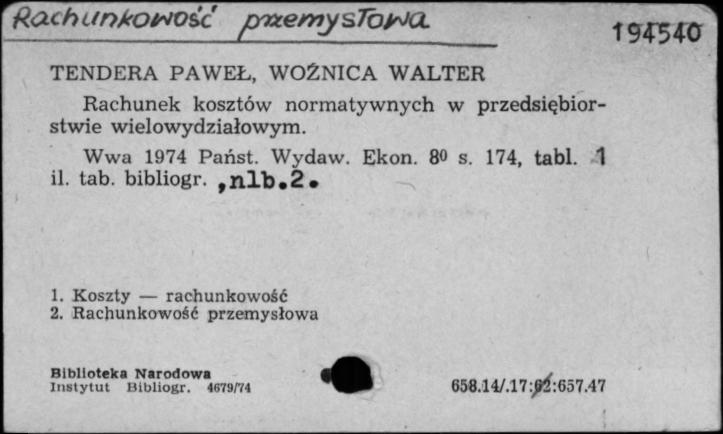 Rachunkowość przemysłowa
194540
TENDERA PAWEŁ, WOŹNICA WALTER
Rachunek kosztów normatywnych w przedsiębior-
stwie wielowydziałowym.
Wwa 1974 Państ. Wydaw. Ekon. 8⁰ s. 174, tabl. 1
il. tab. bibliogr. ,nlb.2.
1. Koszty — rachunkowość
2. Rachunkowość przemysłowa
Biblioteka Narodowa
Instytut Bibliogr. 4679/74
658.14/.17:62:657.47